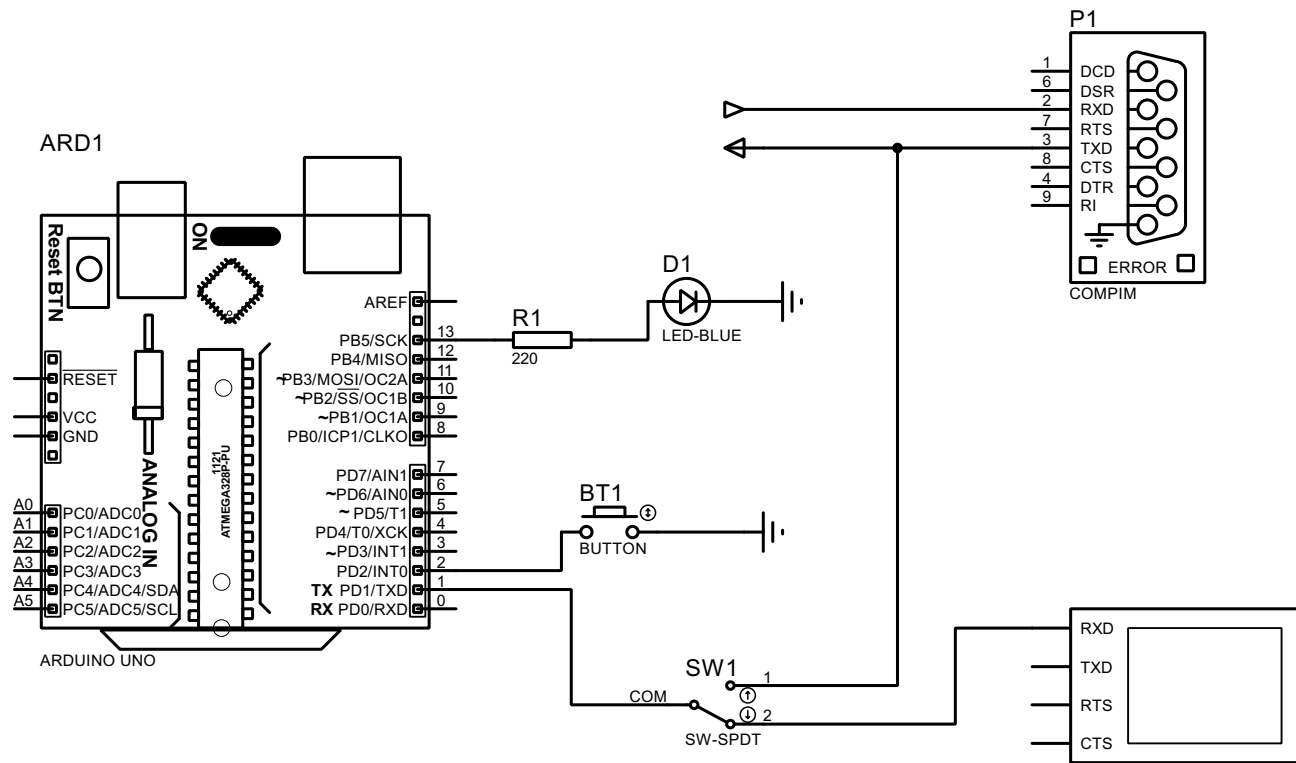 P1
1 DCD
6 DSR
2 RXD
7 RTS
3 TXD
8 CTS
4 DTR
9 RI
ERROR
COMPIM
ARD1
Reset BTN
ON
AREF
PB5/SCK 13
PB4/MISO 12
~PB3/MOSI/OC2A 11
~PB2/SS/OC1B 10
~PB1/OC1A 9
PB0/ICP1/CLKO 8
RESET
VCC
GND
1121
ATMEGA328P-PU
ANALOG IN
PD7/AIN1 7
~PD6/AIN0 6
~ PD5/T1 5
PD4/T0/XCK 4
~PD3/INT1 3
PD2/INT0 2
TX PD1/TXD 1
RX PD0/RXD 0
A0 PC0/ADC0
A1 PC1/ADC1
A2 PC2/ADC2
A3 PC3/ADC3
A4 PC4/ADC4/SDA
A5 PC5/ADC5/SCL
ARDUINO UNO
R1
220
D1
LED-BLUE
BT1
BUTTON
SW1
COM
1
2
SW-SPDT
RXD
TXD
RTS
CTS